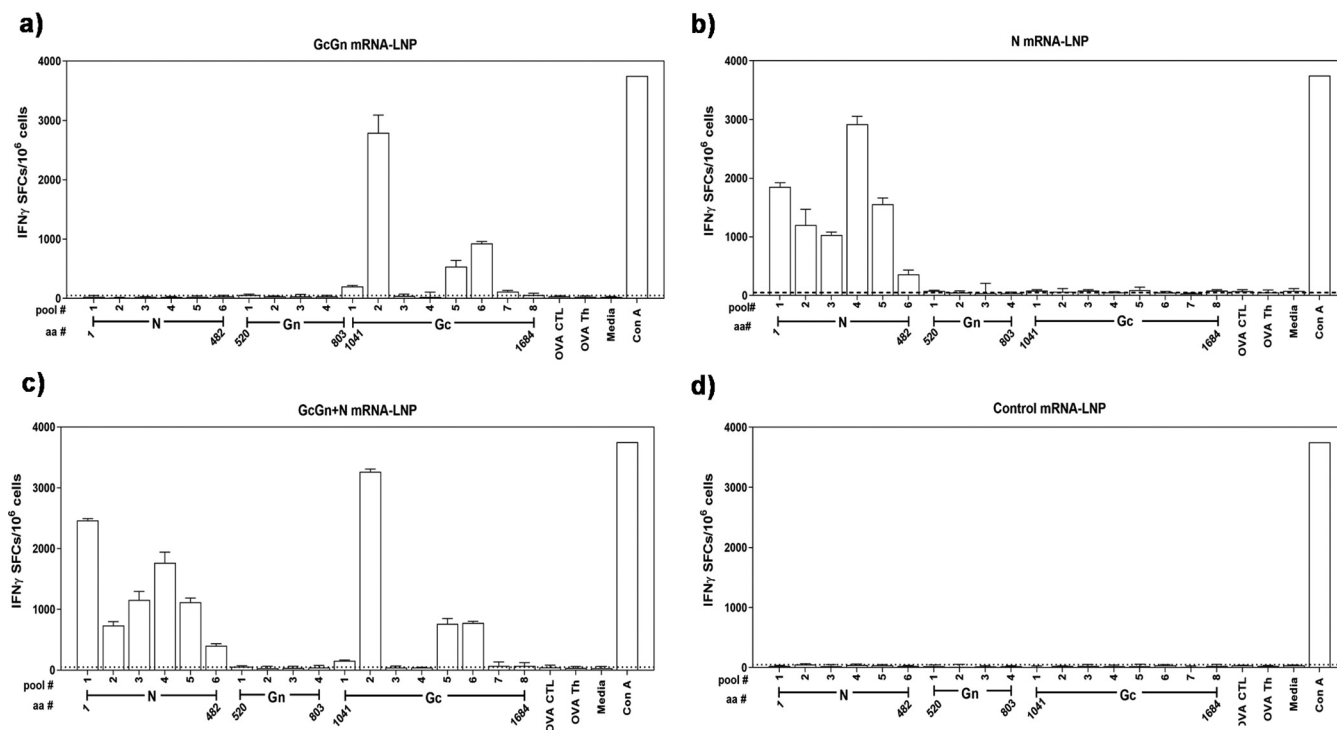 a)
GcGn mRNA-LNP
IFNγ SFCs/10⁶ cells
4000
3000
2000
1000
0
pool # 1 2 3 4 5 6 1 2 3 4 1 2 3 4 5 6 7 8 OVA CTL OVA Th Media Con A
N Gn Gc
aa # 1 482 520 803 1041 1684
b)
N mRNA-LNP
IFNγ SFCs/10⁶ cells
4000
3000
2000
1000
0
pool# 1 2 3 4 5 6 1 2 3 4 1 2 3 4 5 6 7 8 OVA CTL OVA Th Media Con A
N Gn Gc
aa# 1 482 520 803 1041 1684
c)
GcGn+N mRNA-LNP
IFNγ SFCs/10⁶ cells
4000
3000
2000
1000
0
pool # 1 2 3 4 5 6 1 2 3 4 1 2 3 4 5 6 7 8 OVA CTL OVA Th Media Con A
N Gn Gc
aa # 1 482 520 803 1041 1684
d)
Control mRNA-LNP
IFNγ SFCs/10⁶ cells
4000
3000
2000
1000
0
pool # 1 2 3 4 5 6 1 2 3 4 1 2 3 4 5 6 7 8 OVA CTL OVA Th Media Con A
N Gn Gc
aa # 1 482 520 803 1041 1684